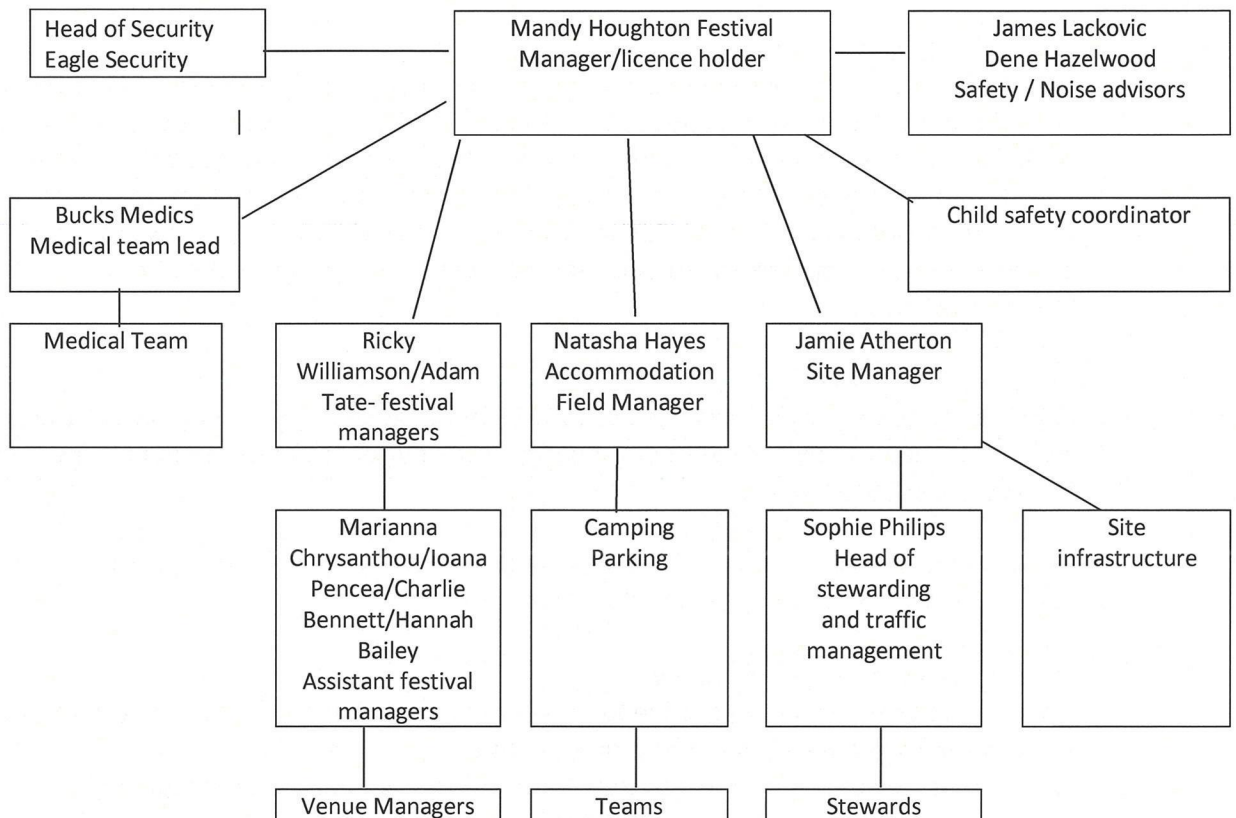 Head of Security
Eagle Security
Mandy Houghton Festival
Manager/licence holder
James Lackovic
Dene Hazelwood
Safety / Noise advisors
Bucks Medics
Medical team lead
Child safety coordinator
Medical Team
Ricky
Williamson/Adam
Tate- festival
managers
Natasha Hayes
Accommodation
Field Manager
Jamie Atherton
Site Manager
Marianna
Chrysanthou/Ioana
Pencea/Charlie
Bennett/Hannah
Bailey
Assistant festival
managers
Camping
Parking
Sophie Philips
Head of
stewarding
and traffic
management
Site
infrastructure
Venue Managers
Teams
Stewards